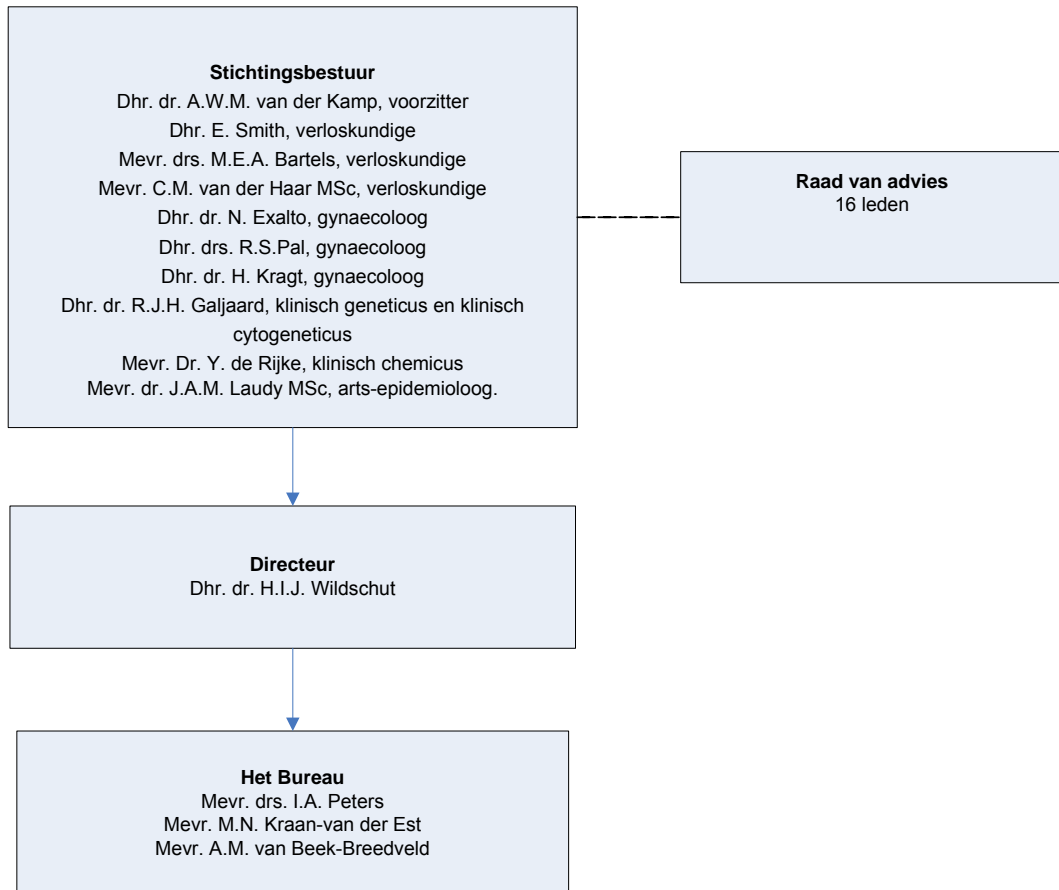 Stichtingsbestuur
Dhr. dr. A.W.M. van der Kamp, voorzitter
Dhr. E. Smith, verloskundige
Mevr. drs. M.E.A. Bartels, verloskundige
Mevr. C.M. van der Haar MSc, verloskundige
Dhr. dr. N. Exalto, gynaecoloog
Dhr. drs. R.S.Pal, gynaecoloog
Dhr. dr. H. Kragt, gynaecoloog
Dhr. dr. R.J.H. Galjaard, klinisch geneticus en klinisch
cytogeneticus
Mevr. Dr. Y. de Rijke, klinisch chemicus
Mevr. dr. J.A.M. Laudy MSc, arts-epidemioloog.
Raad van advies
16 leden
Directeur
Dhr. dr. H.I.J. Wildschut
Het Bureau
Mevr. drs. I.A. Peters
Mevr. M.N. Kraan-van der Est
Mevr. A.M. van Beek-Breedveld